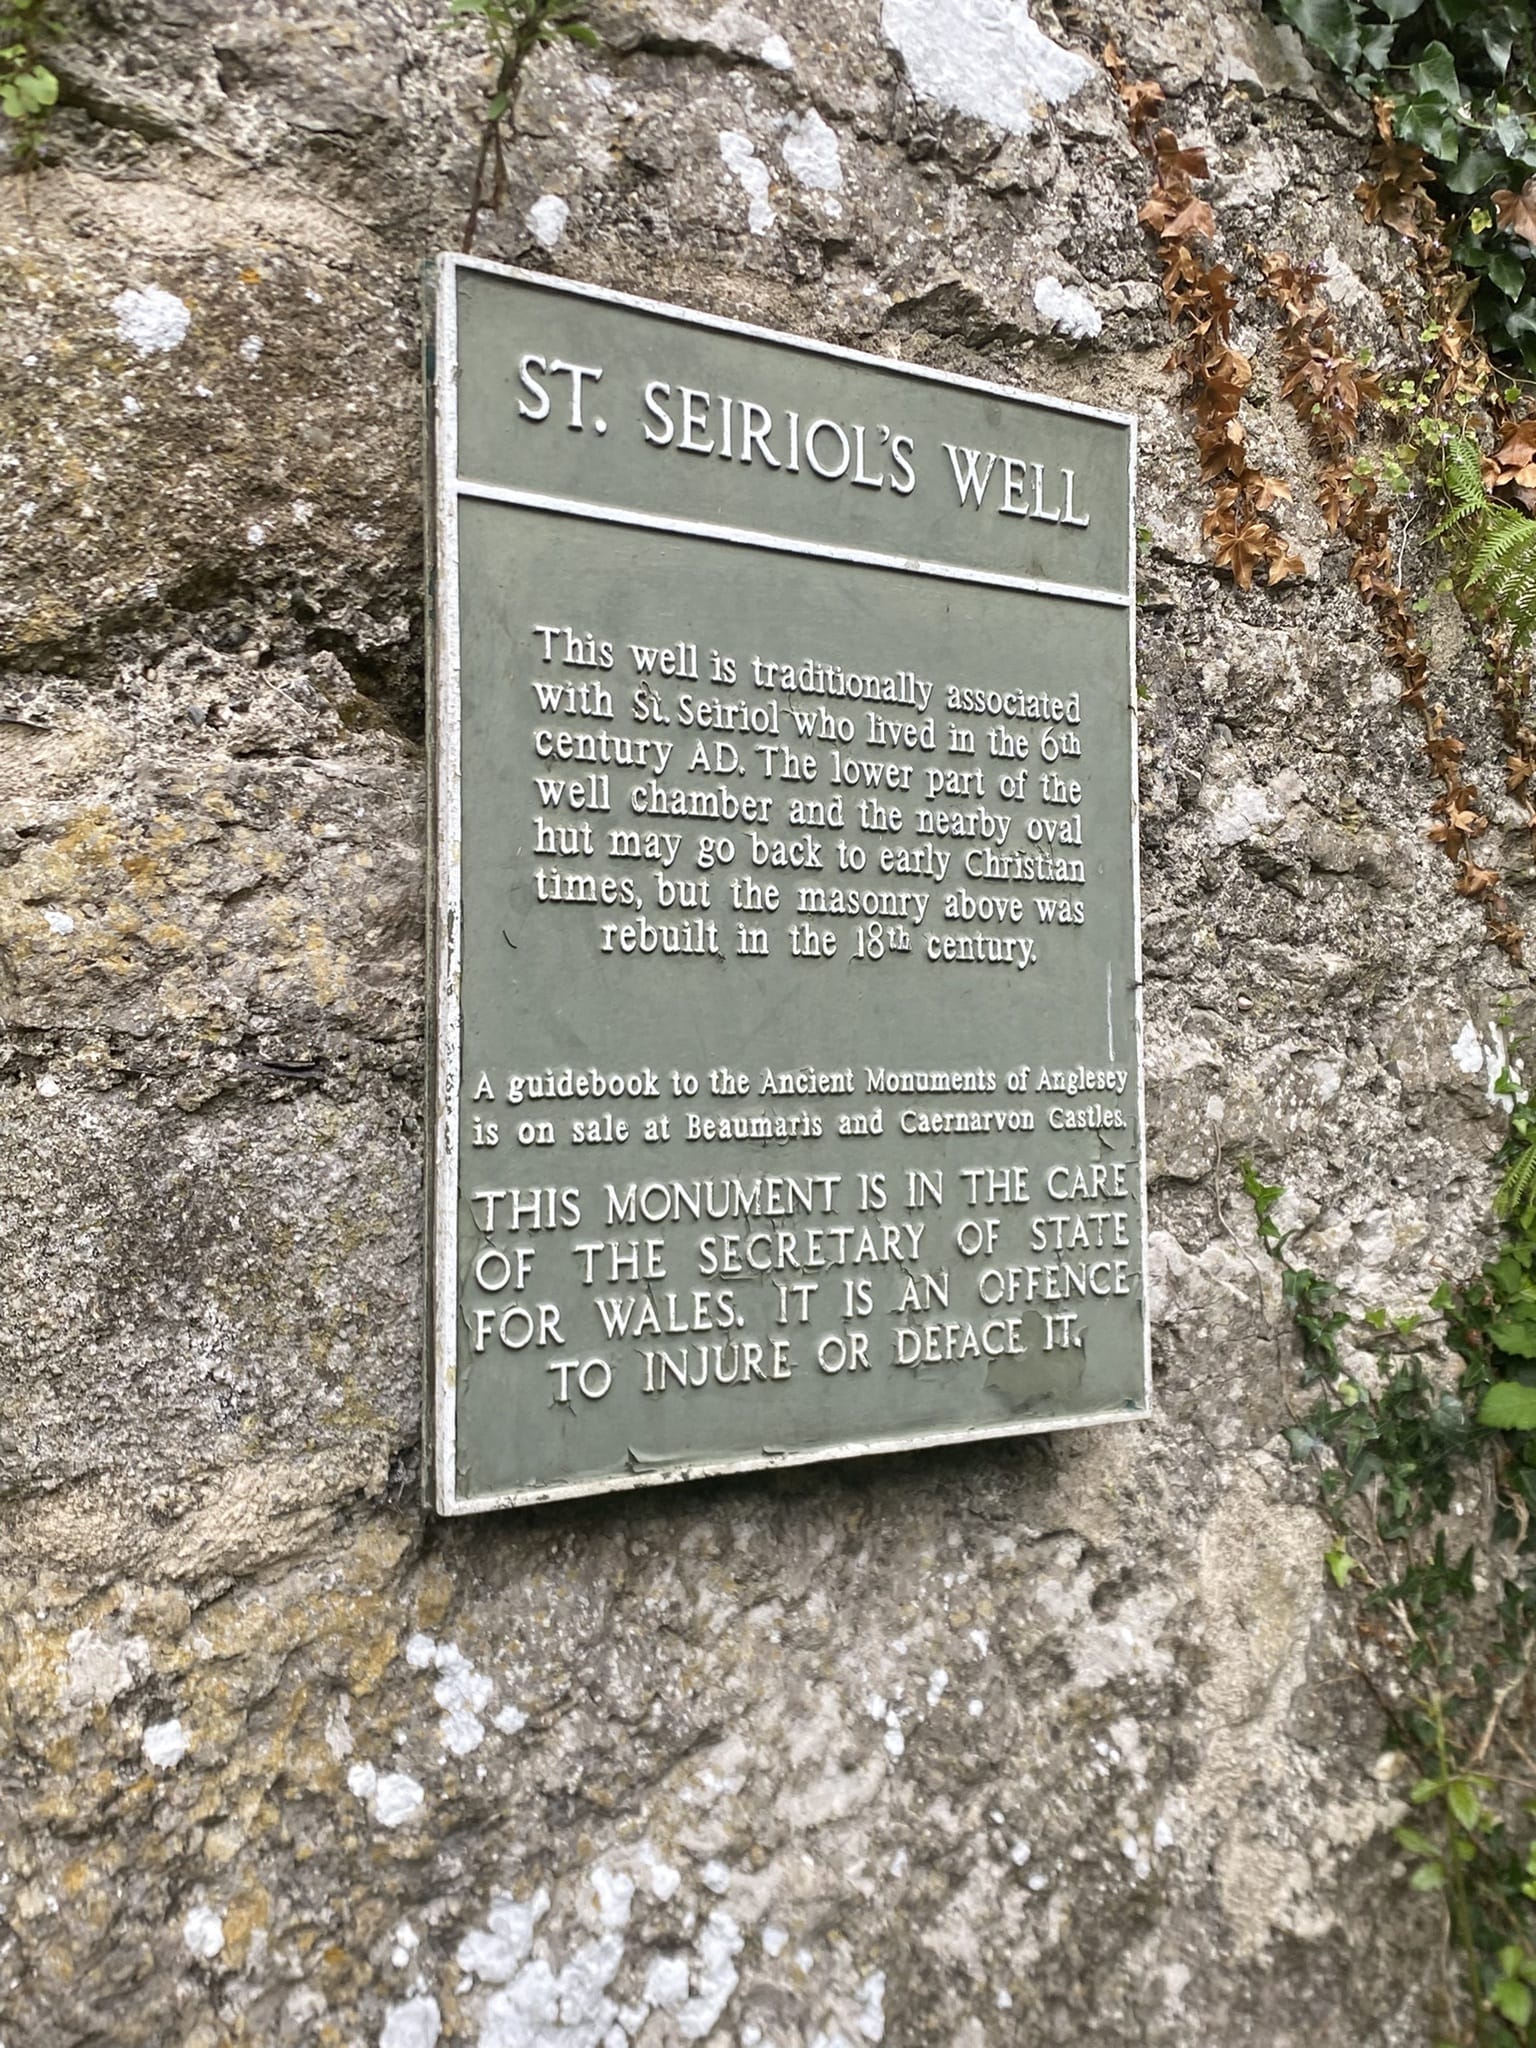 ST. SEIRIOL'S WELL
This well is traditionally associated
with St. Seiriol who lived in the 6th
century AD. The lower part of the
well chamber and the nearby oval
hut may go back to early Christian
times, but the masonry above was
rebuilt in the 18th century.
A guidebook to the Ancient Monuments of Anglesey
is on sale at Beaumaris and Caernarvon Castles.
THIS MONUMENT IS IN THE CARE
OF THE SECRETARY OF STATE
FOR WALES. IT IS AN OFFENCE
TO INJURE OR DEFACE IT.